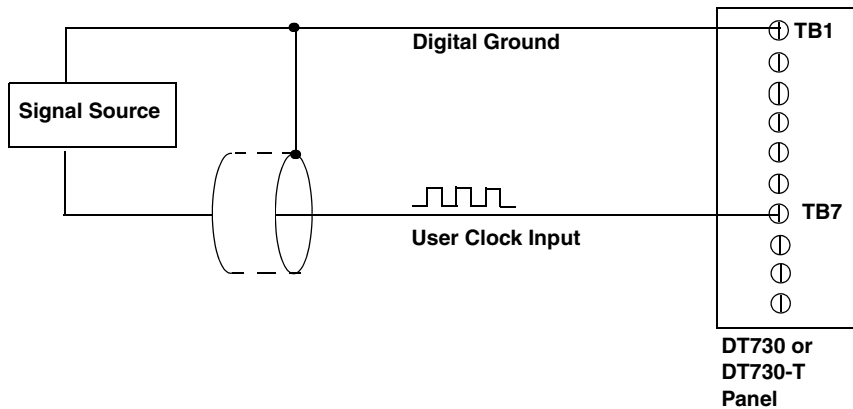 TB1
Digital Ground
Signal Source
TB7
User Clock Input
DT730 or
DT730-T
Panel